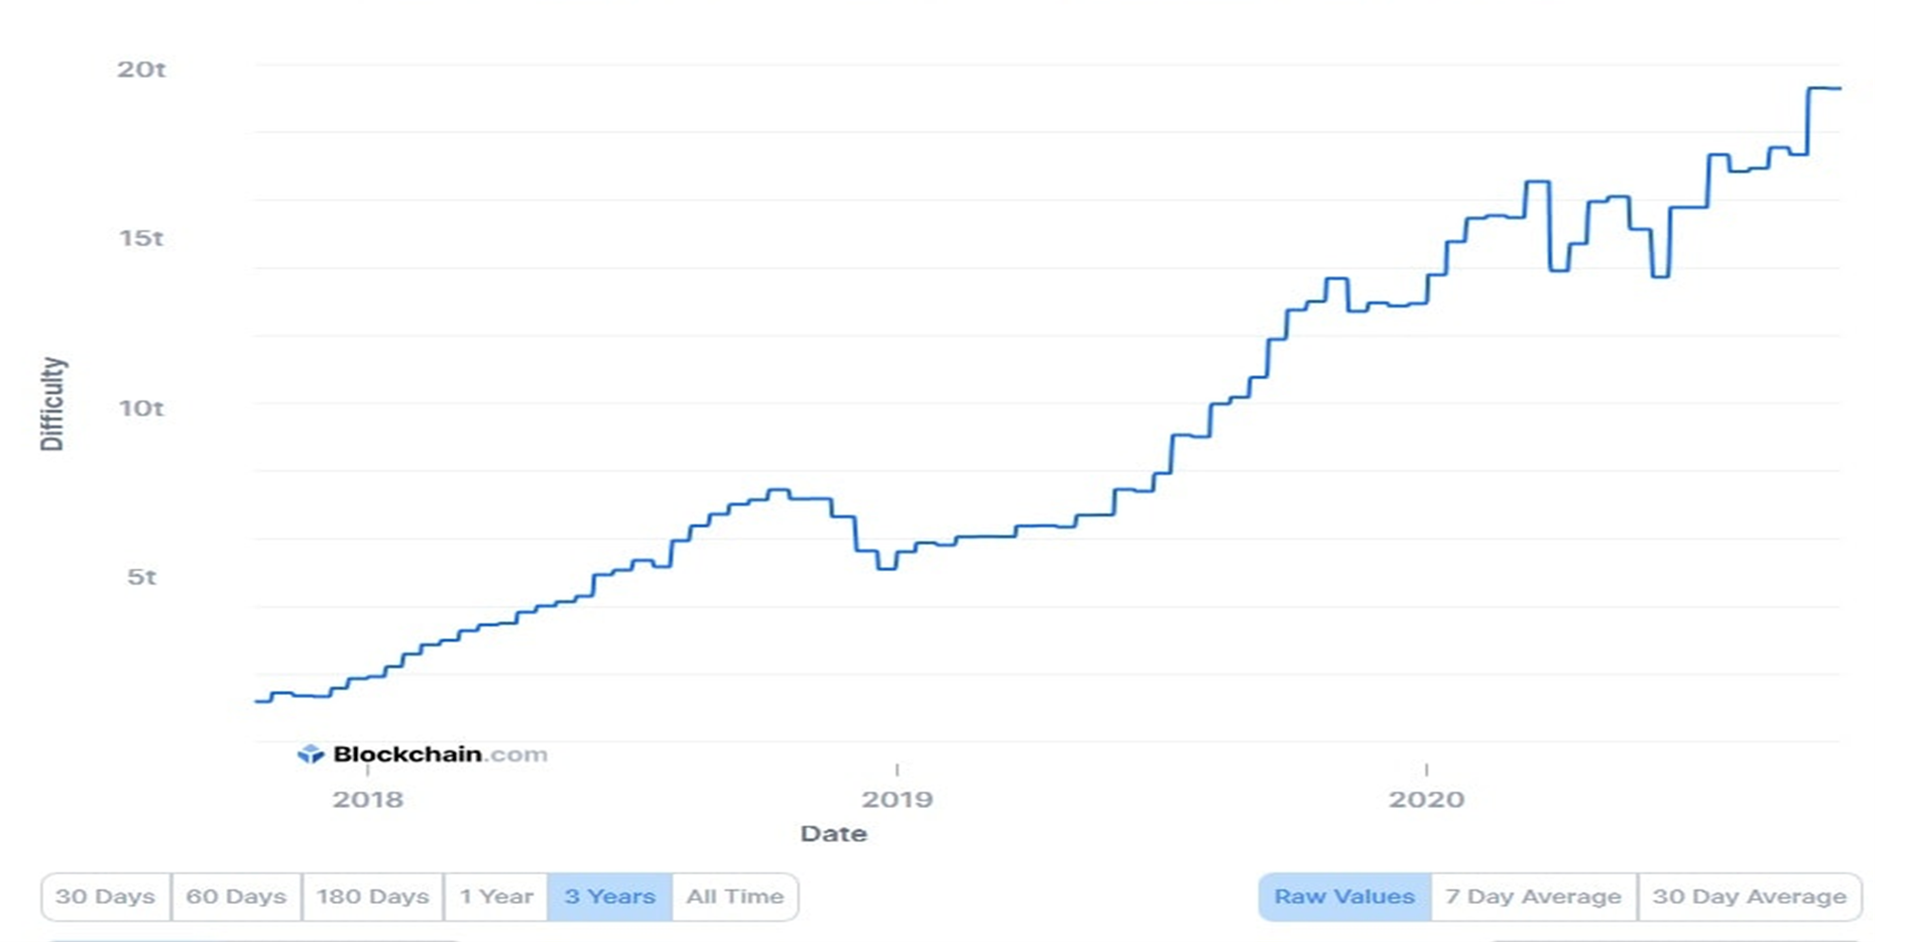 20t
15t
10t
5t
Difficulty
Blockchain.com
2018 2019 2020
Date
30 Days 60 Days 180 Days 1 Year 3 Years All Time Raw Values 7 Day Average 30 Day Average